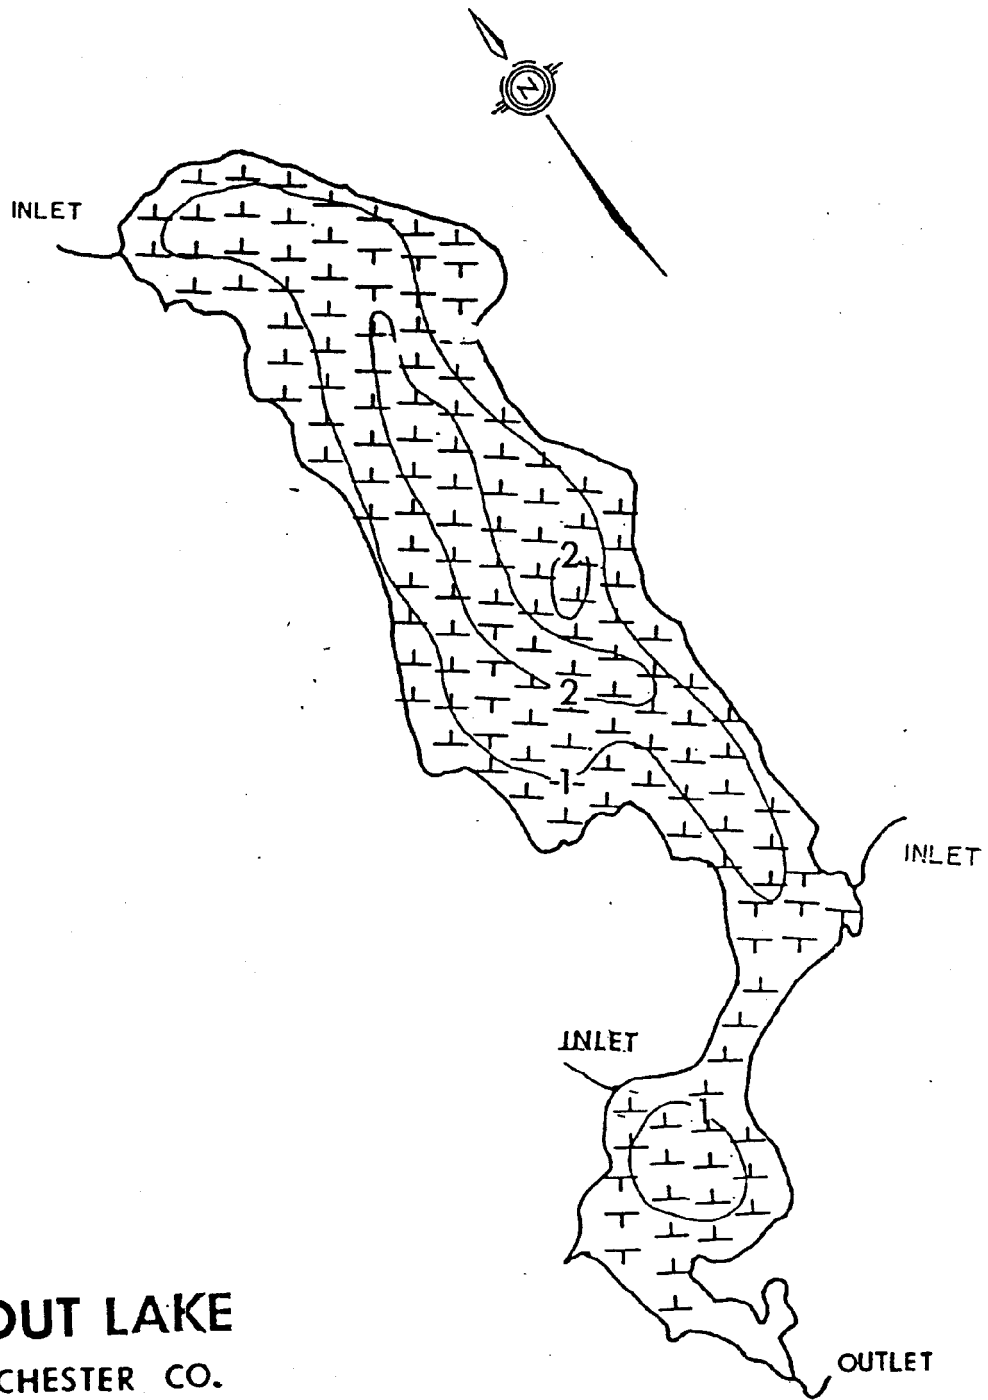 N
INLET
2
2
1
INLET
INLET
1
OUT LAKE
CHESTER CO.
OUTLET